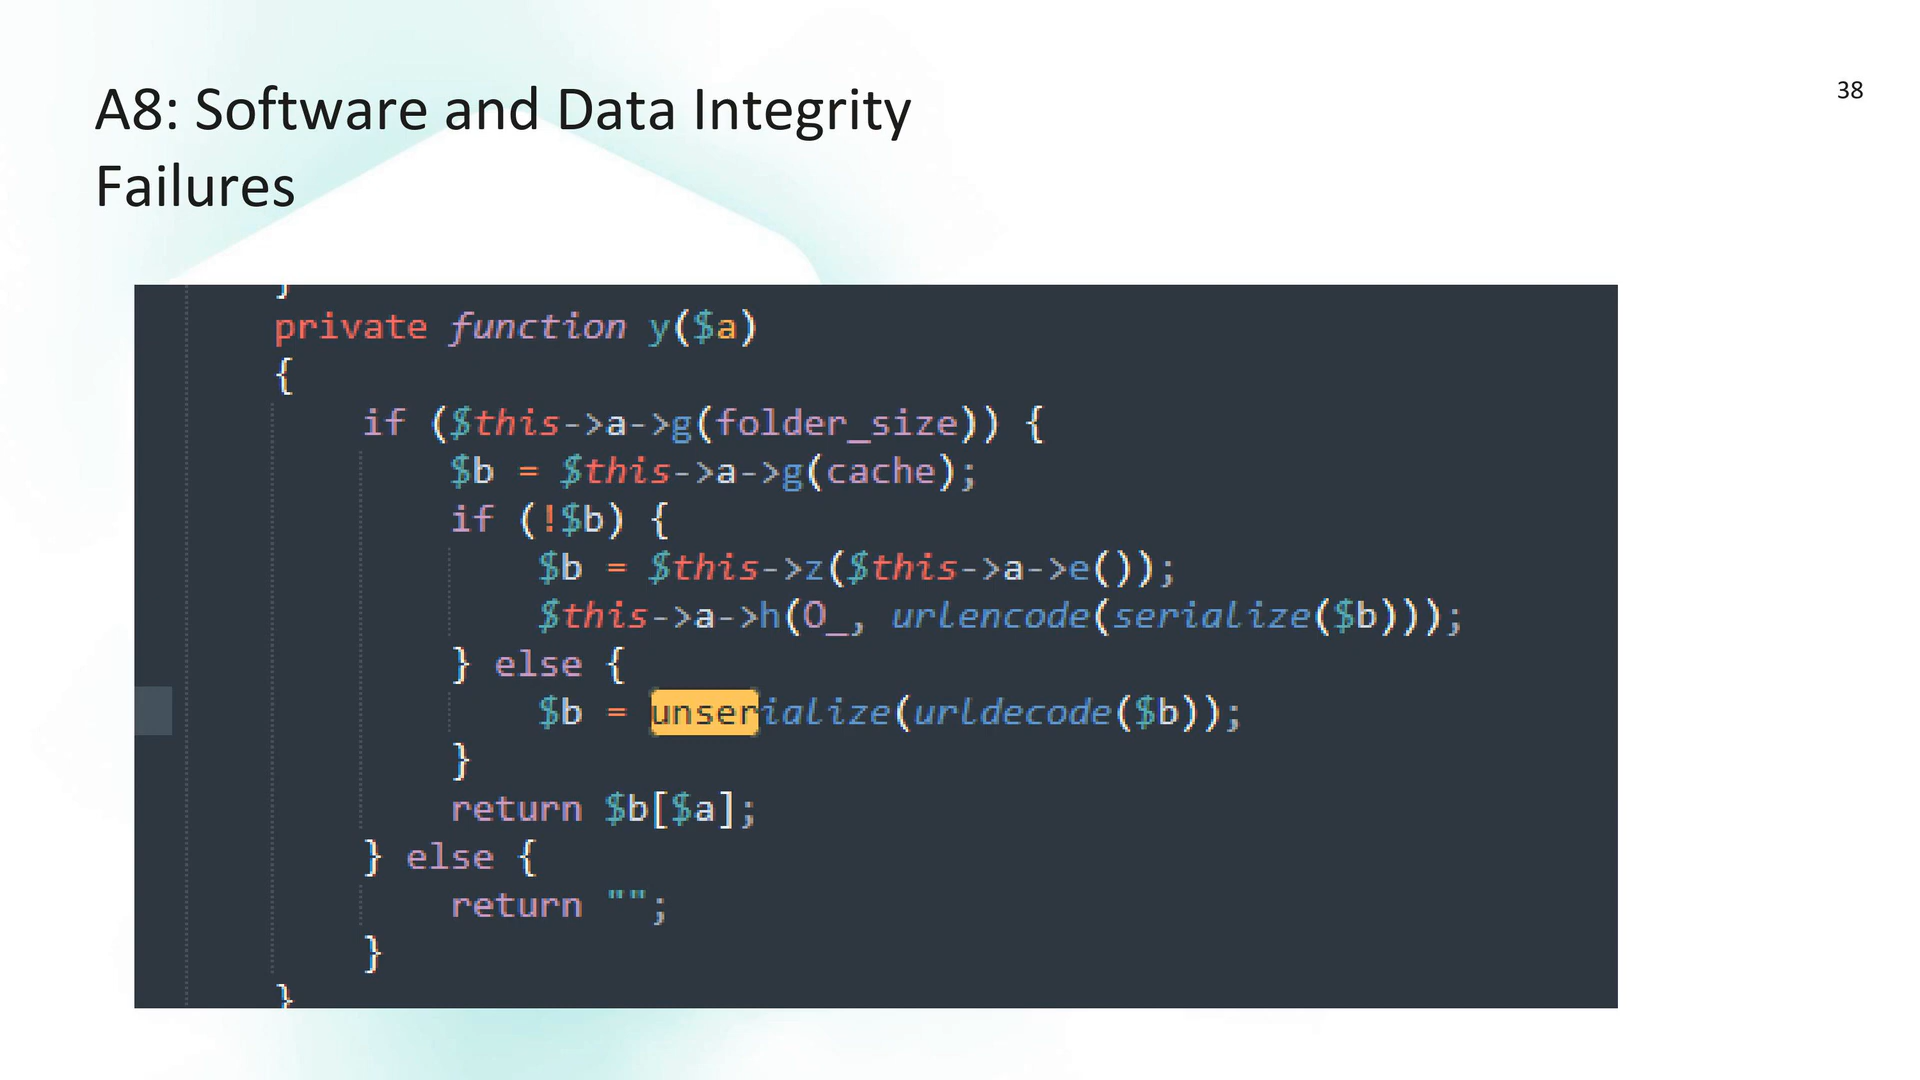 A8: Software and Data Integrity
Failures
38
}
private function y($a)
{
if ($this->a->g(folder_size)) {
$b = $this->a->g(cache);
if (!$b) {
$b = $this->z($this->a->e());
$this->a->h(O_, urlencode(serialize($b)));
} else {
$b = unserialize(urldecode($b));
}
return $b[$a];
} else {
return "";
}
}